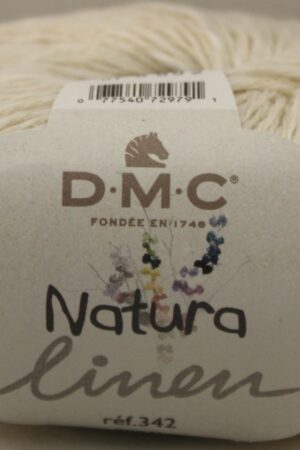 0 77540 72979 1
D·M·C®
FONDÉE EN 1746
Natura
linen
réf.342